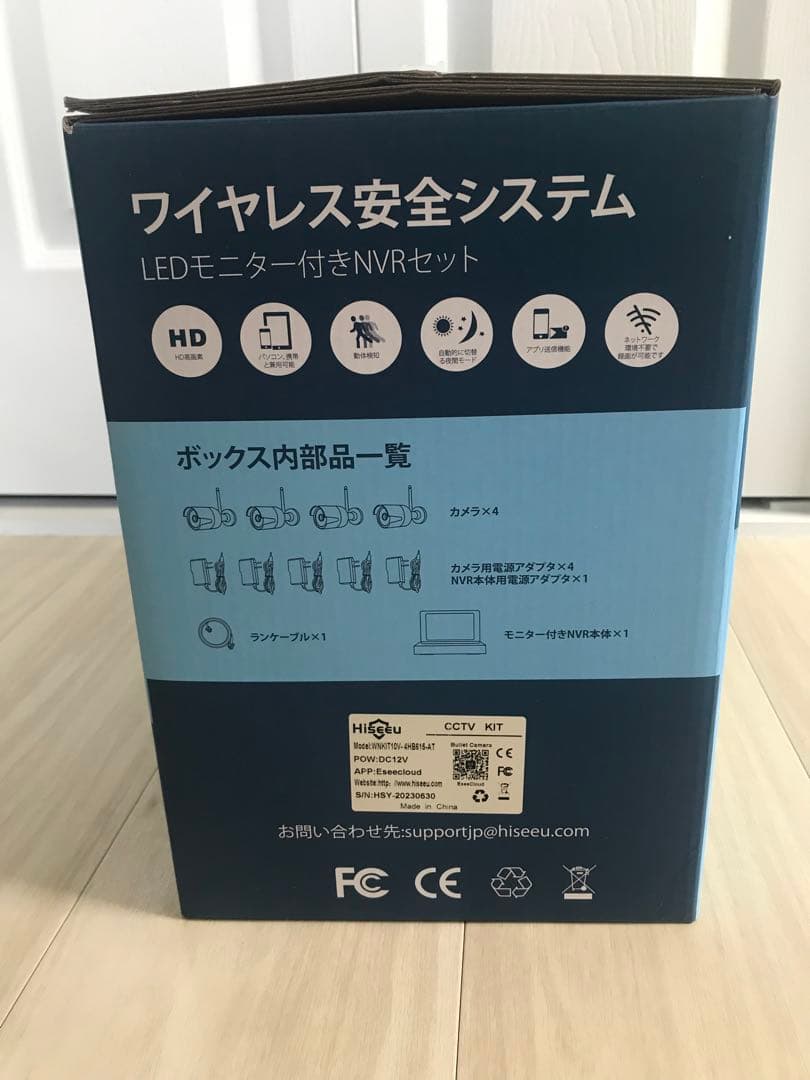 ワイヤレス安全システム
LEDモニター付きNVRセット
HD
HD高画素
パソコン、携帯
と兼用可能
動体検知
自動的に切替
る夜間モード
アプリ送信機能
ネットワーク
環境不要で
録画が可能です
ボックス内部品一覧
カメラ×4
カメラ用電源アダプタ×4
NVR本体用電源アダプタ×1
ランケーブル×1
モニター付きNVR本体×1
Hiseeu
CCTV KIT
Model:WNKIT10V-4HB615-AT
POW:DC12V
APP:Eseecloud
Website:http: //www.hiseeu.com
S/N:HSY-20230630
Bullet Camera
EseeCloud
CE
FC
Made in China
お問い合わせ先:supportjp@hiseeu.com
FC CE